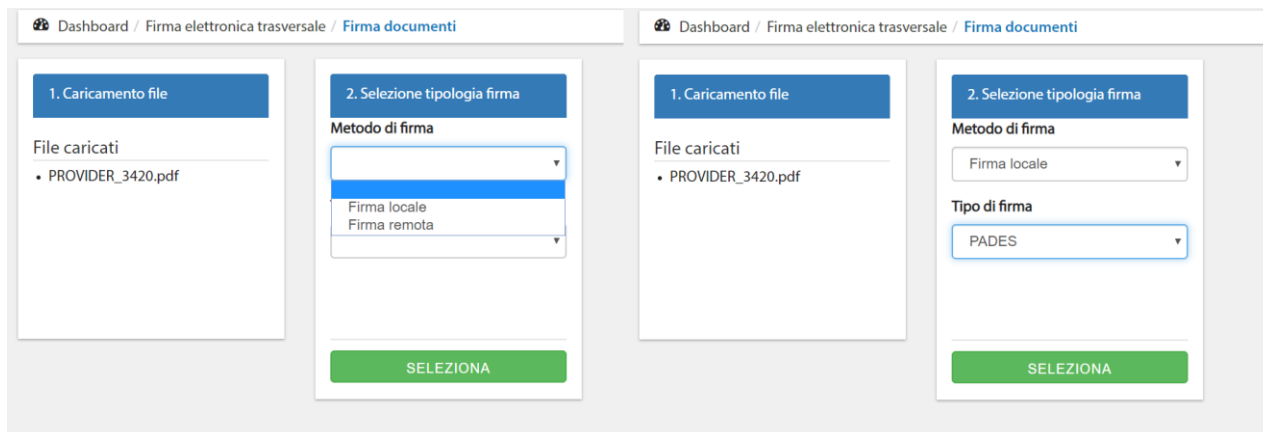 Dashboard / Firma elettronica trasversale / Firma documenti
1. Caricamento file
File caricati
• PROVIDER_3420.pdf
2. Selezione tipologia firma
Metodo di firma
Firma locale
Firma remota
SELEZIONA
Dashboard / Firma elettronica trasversale / Firma documenti
1. Caricamento file
File caricati
• PROVIDER_3420.pdf
2. Selezione tipologia firma
Metodo di firma
Firma locale
Tipo di firma
PADES
SELEZIONA